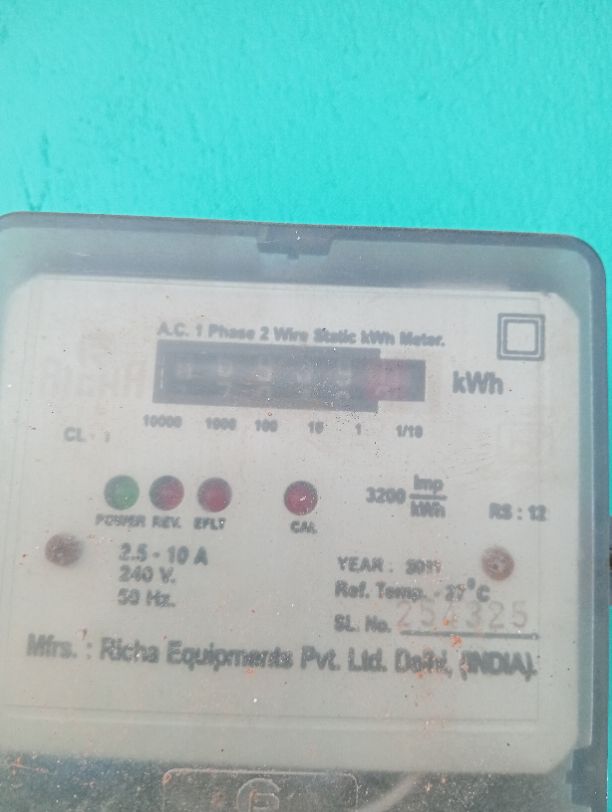 A.C. 1 Phase 2 Wire Static kWh Meter.
kWh
10000 1000 100 10 1 1/10
CL - 1
POWER REV. EFLT CAL
3200 Imp
kWh
RS : 12
2.5 - 10 A
240 V.
50 Hz.
YEAR :
Ref. Temp. - 27°C
SL. No. 254325
Mfrs. : Richa Equipments Pvt. Ltd. Delhi, (INDIA).